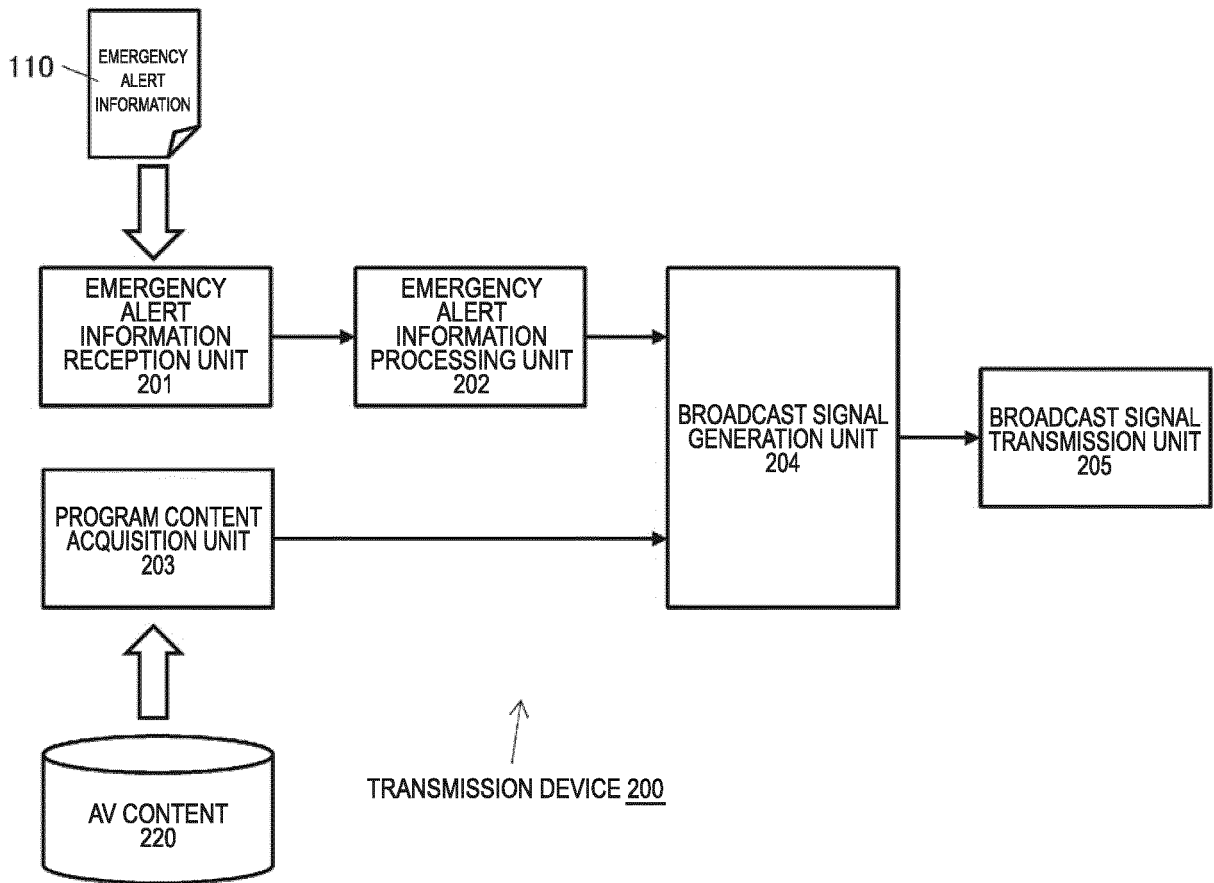 110
EMERGENCY
ALERT
INFORMATION
EMERGENCY
ALERT
INFORMATION
RECEPTION UNIT
201
EMERGENCY
ALERT
INFORMATION
PROCESSING UNIT
202
BROADCAST SIGNAL
GENERATION UNIT
204
BROADCAST SIGNAL
TRANSMISSION UNIT
205
PROGRAM CONTENT
ACQUISITION UNIT
203
AV CONTENT
220
TRANSMISSION DEVICE 200